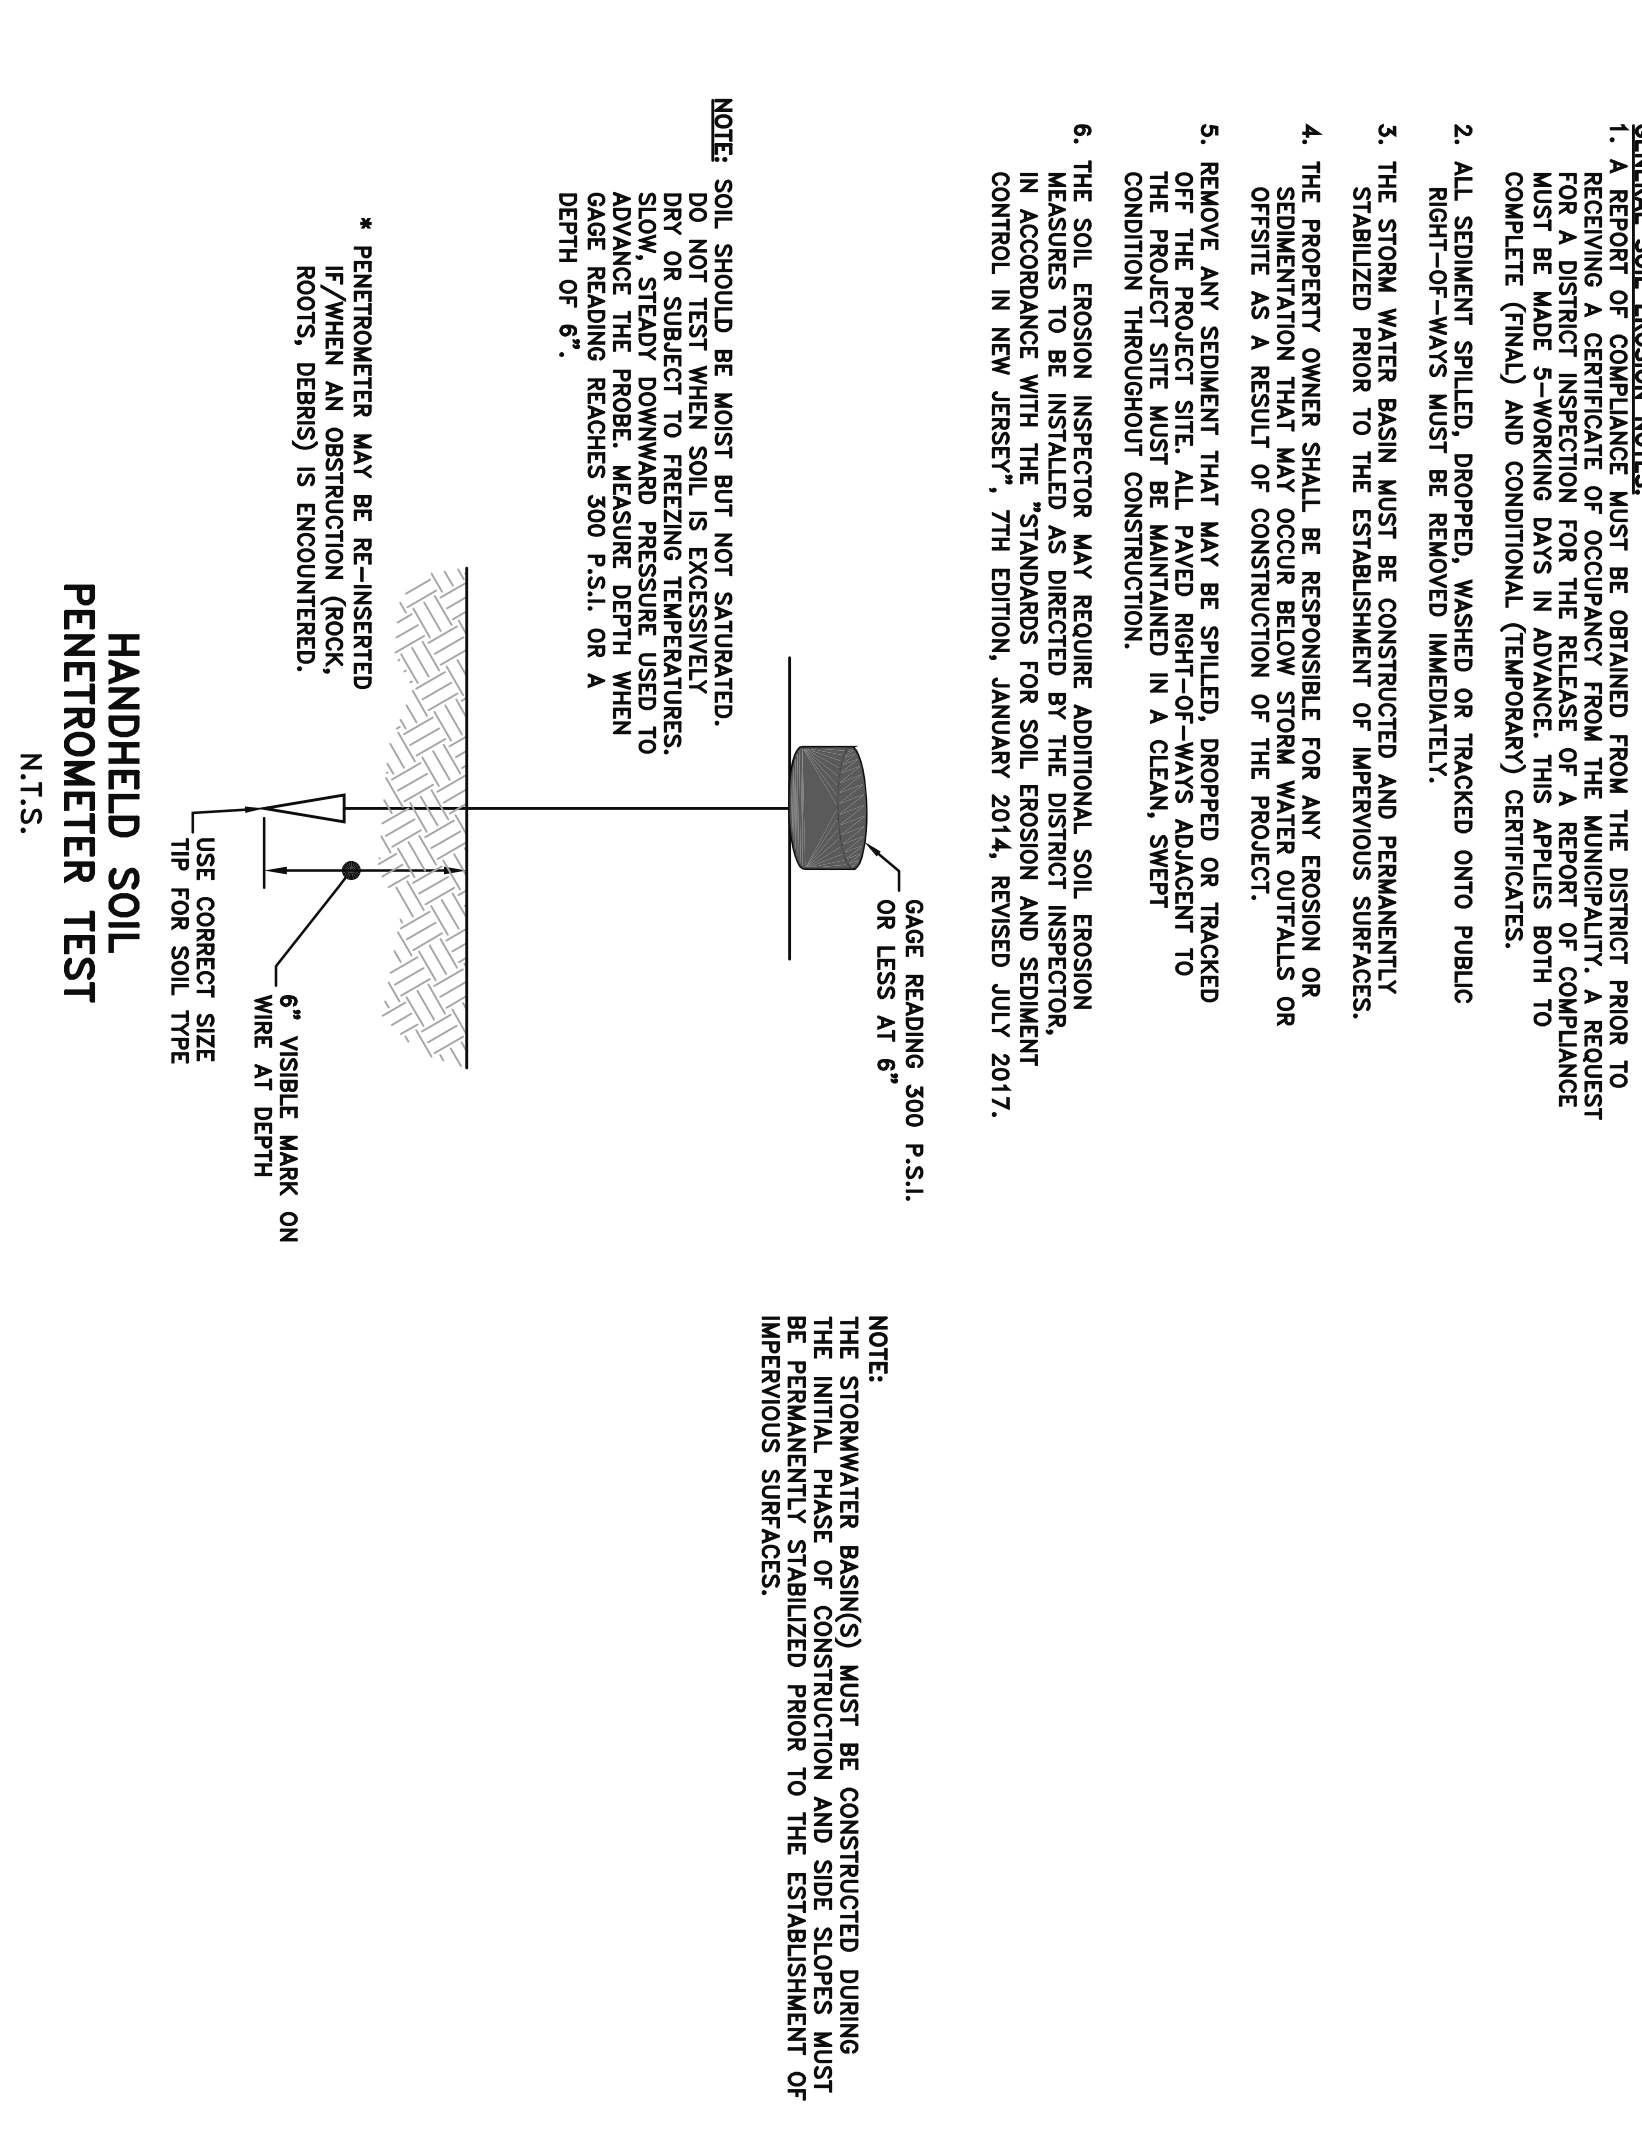 GENERAL SOIL EROSION NOTES:
1. A REPORT OF COMPLIANCE MUST BE OBTAINED FROM THE DISTRICT PRIOR TO
RECEIVING A CERTIFICATE OF OCCUPANCY FROM THE MUNICIPALITY. A REQUEST
FOR A DISTRICT INSPECTION FOR THE RELEASE OF A REPORT OF COMPLIANCE
MUST BE MADE 5-WORKING DAYS IN ADVANCE. THIS APPLIES BOTH TO
COMPLETE (FINAL) AND CONDITIONAL (TEMPORARY) CERTIFICATES.
2. ALL SEDIMENT SPILLED, DROPPED, WASHED OR TRACKED ONTO PUBLIC
RIGHT-OF-WAYS MUST BE REMOVED IMMEDIATELY.
3. THE STORM WATER BASIN MUST BE CONSTRUCTED AND PERMANENTLY
STABILIZED PRIOR TO THE ESTABLISHMENT OF IMPERVIOUS SURFACES.
4. THE PROPERTY OWNER SHALL BE RESPONSIBLE FOR ANY EROSION OR
SEDIMENTATION THAT MAY OCCUR BELOW STORM WATER OUTFALLS OR
OFFSITE AS A RESULT OF CONSTRUCTION OF THE PROJECT.
5. REMOVE ANY SEDIMENT THAT MAY BE SPILLED, DROPPED OR TRACKED
OFF THE PROJECT SITE. ALL PAVED RIGHT-OF-WAYS ADJACENT TO
THE PROJECT SITE MUST BE MAINTAINED IN A CLEAN, SWEPT
CONDITION THROUGHOUT CONSTRUCTION.
6. THE SOIL EROSION INSPECTOR MAY REQUIRE ADDITIONAL SOIL EROSION
MEASURES TO BE INSTALLED AS DIRECTED BY THE DISTRICT INSPECTOR,
IN ACCORDANCE WITH THE "STANDARDS FOR SOIL EROSION AND SEDIMENT
CONTROL IN NEW JERSEY", 7TH EDITION, JANUARY 2014, REVISED JULY 2017.
GAGE READING 300 P.S.I.
OR LESS AT 6"
NOTE: SOIL SHOULD BE MOIST BUT NOT SATURATED.
DO NOT TEST WHEN SOIL IS EXCESSIVELY
DRY OR SUBJECT TO FREEZING TEMPERATURES.
SLOW, STEADY DOWNWARD PRESSURE USED TO
ADVANCE THE PROBE. MEASURE DEPTH WHEN
GAGE READING REACHES 300 P.S.I. OR A
DEPTH OF 6".
* PENETROMETER MAY BE RE-INSERTED
IF/WHEN AN OBSTRUCTION (ROCK,
ROOTS, DEBRIS) IS ENCOUNTERED.
6" VISIBLE MARK ON
WIRE AT DEPTH
USE CORRECT SIZE
TIP FOR SOIL TYPE
HANDHELD SOIL
PENETROMETER TEST
N.T.S.
NOTE:
THE STORMWATER BASIN(S) MUST BE CONSTRUCTED DURING
THE INITIAL PHASE OF CONSTRUCTION AND SIDE SLOPES MUST
BE PERMANENTLY STABILIZED PRIOR TO THE ESTABLISHMENT OF
IMPERVIOUS SURFACES.